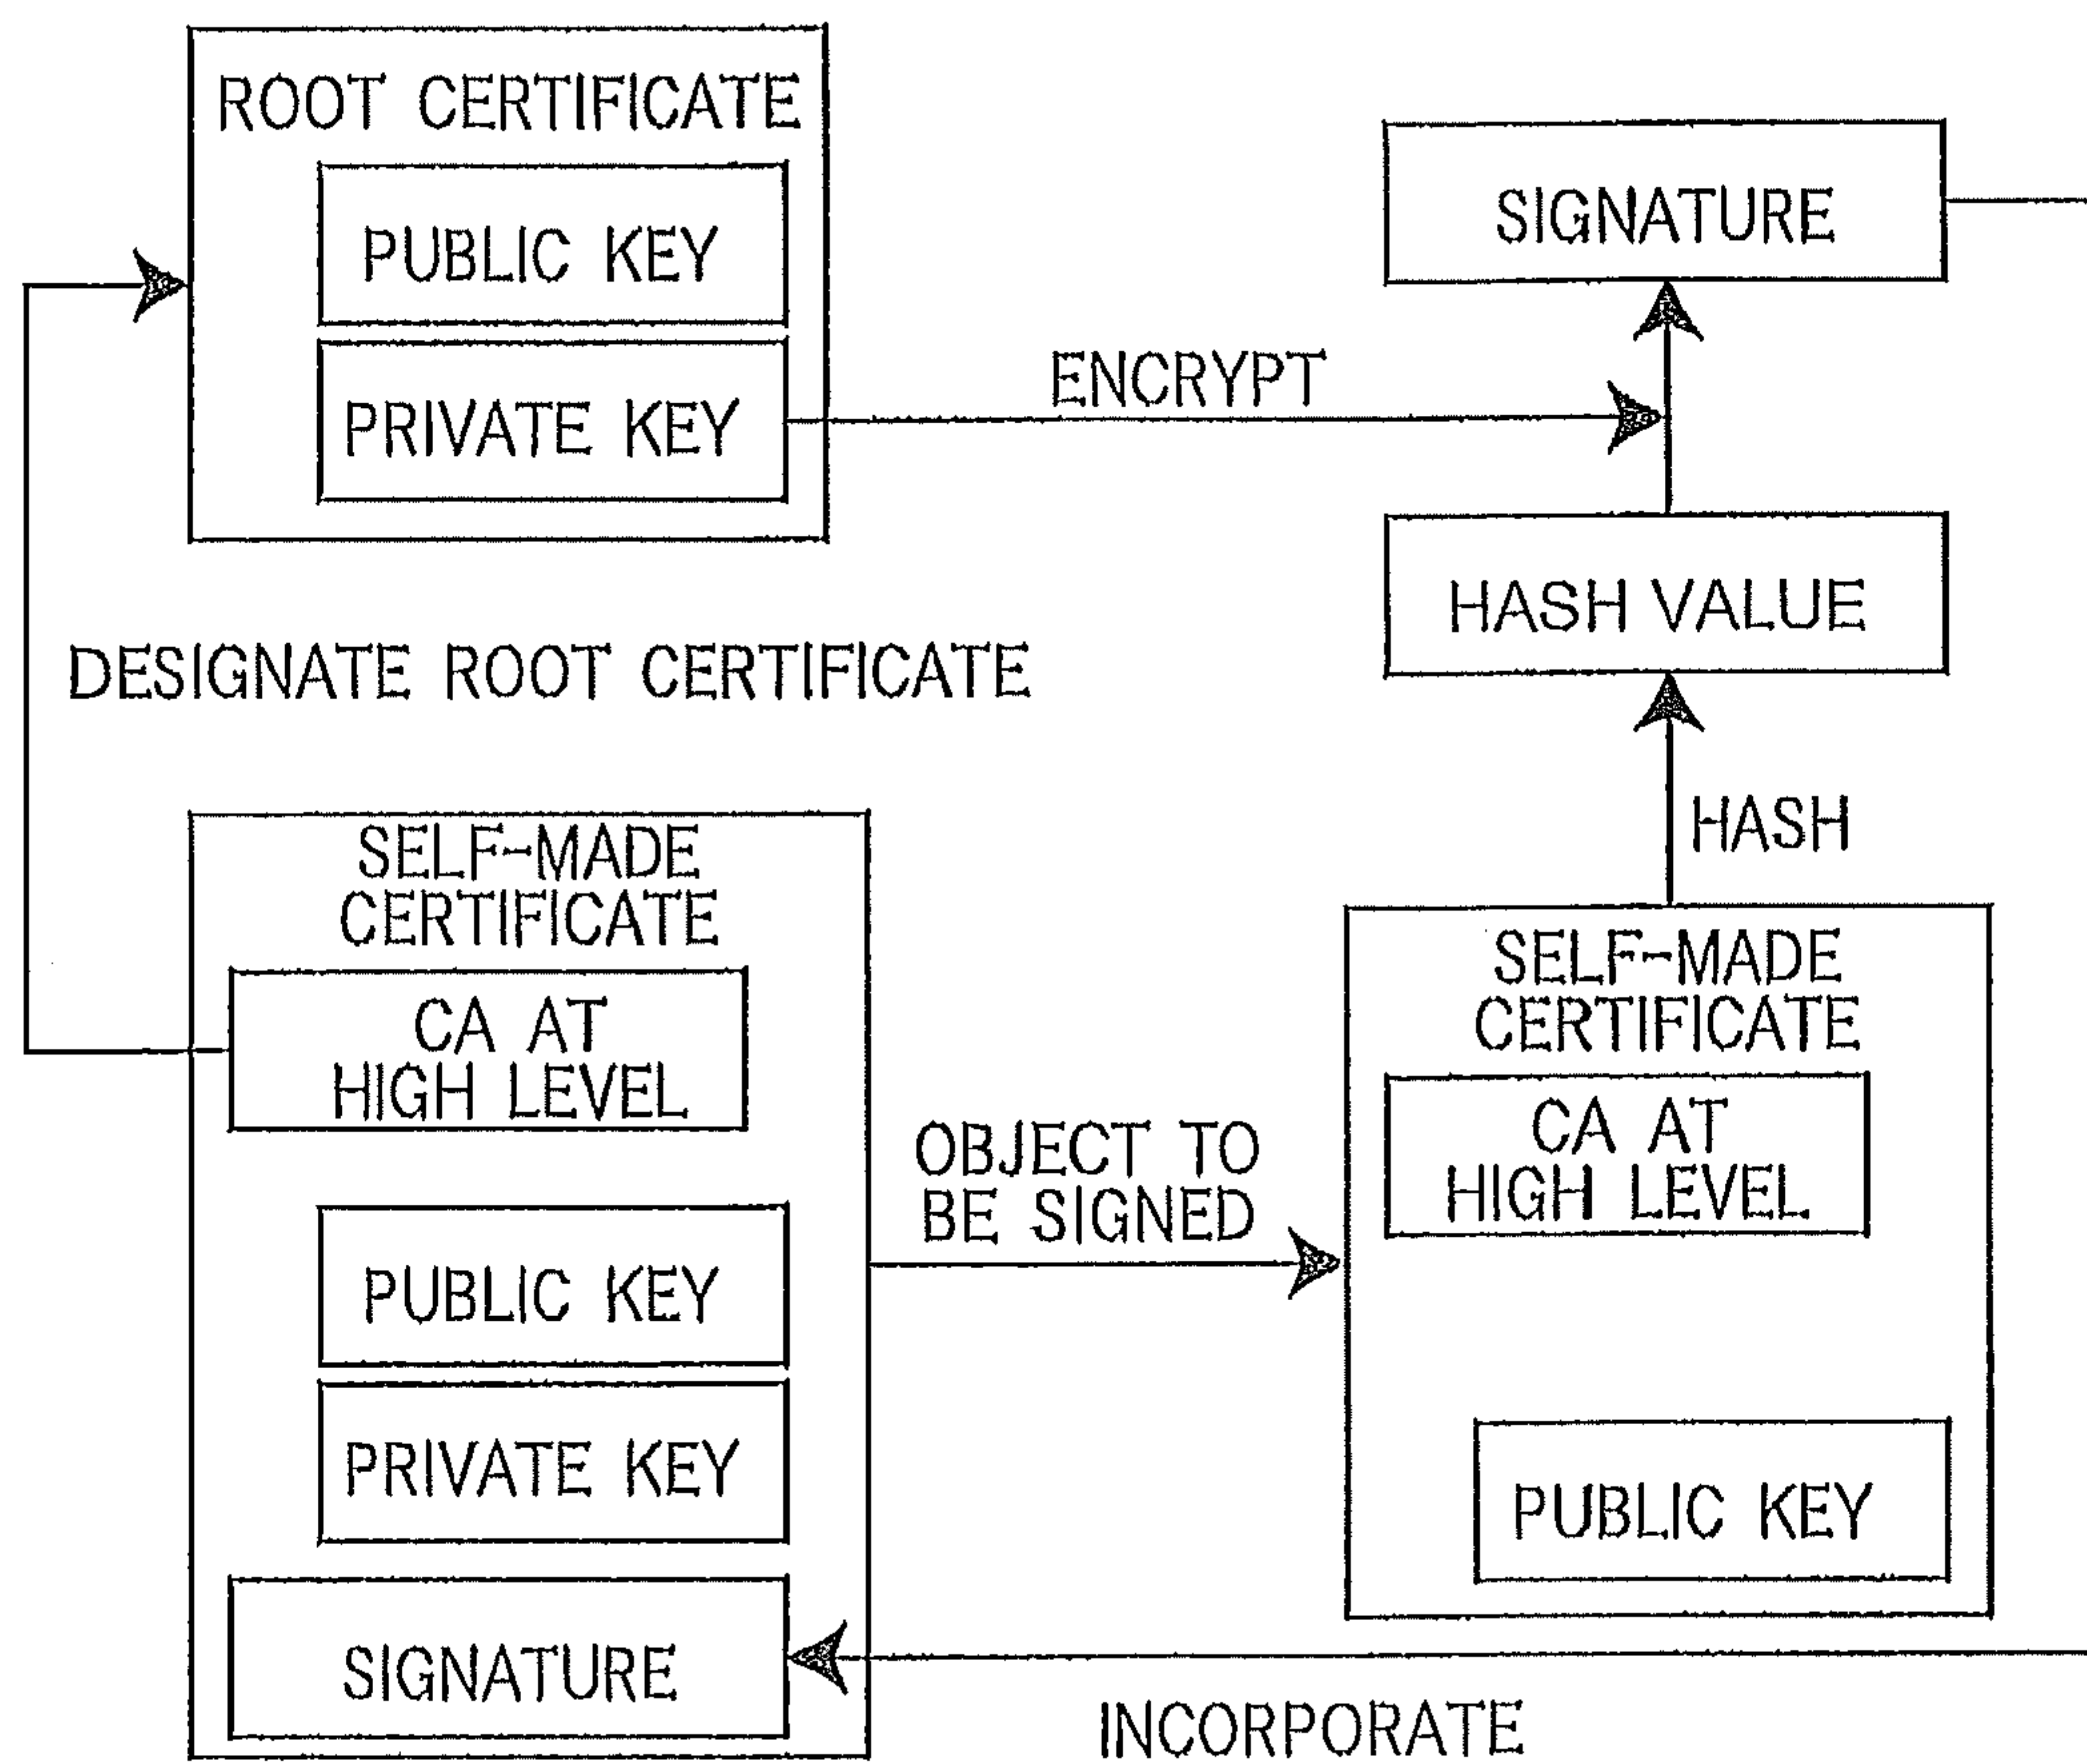 ROOT CERTIFICATE
PUBLIC KEY
PRIVATE KEY
SIGNATURE
ENCRYPT
HASH VALUE
DESIGNATE ROOT CERTIFICATE
HASH
SELF-MADE
CERTIFICATE
CA AT
HIGH LEVEL
PUBLIC KEY
PRIVATE KEY
SIGNATURE
OBJECT TO
BE SIGNED
SELF-MADE
CERTIFICATE
CA AT
HIGH LEVEL
PUBLIC KEY
INCORPORATE